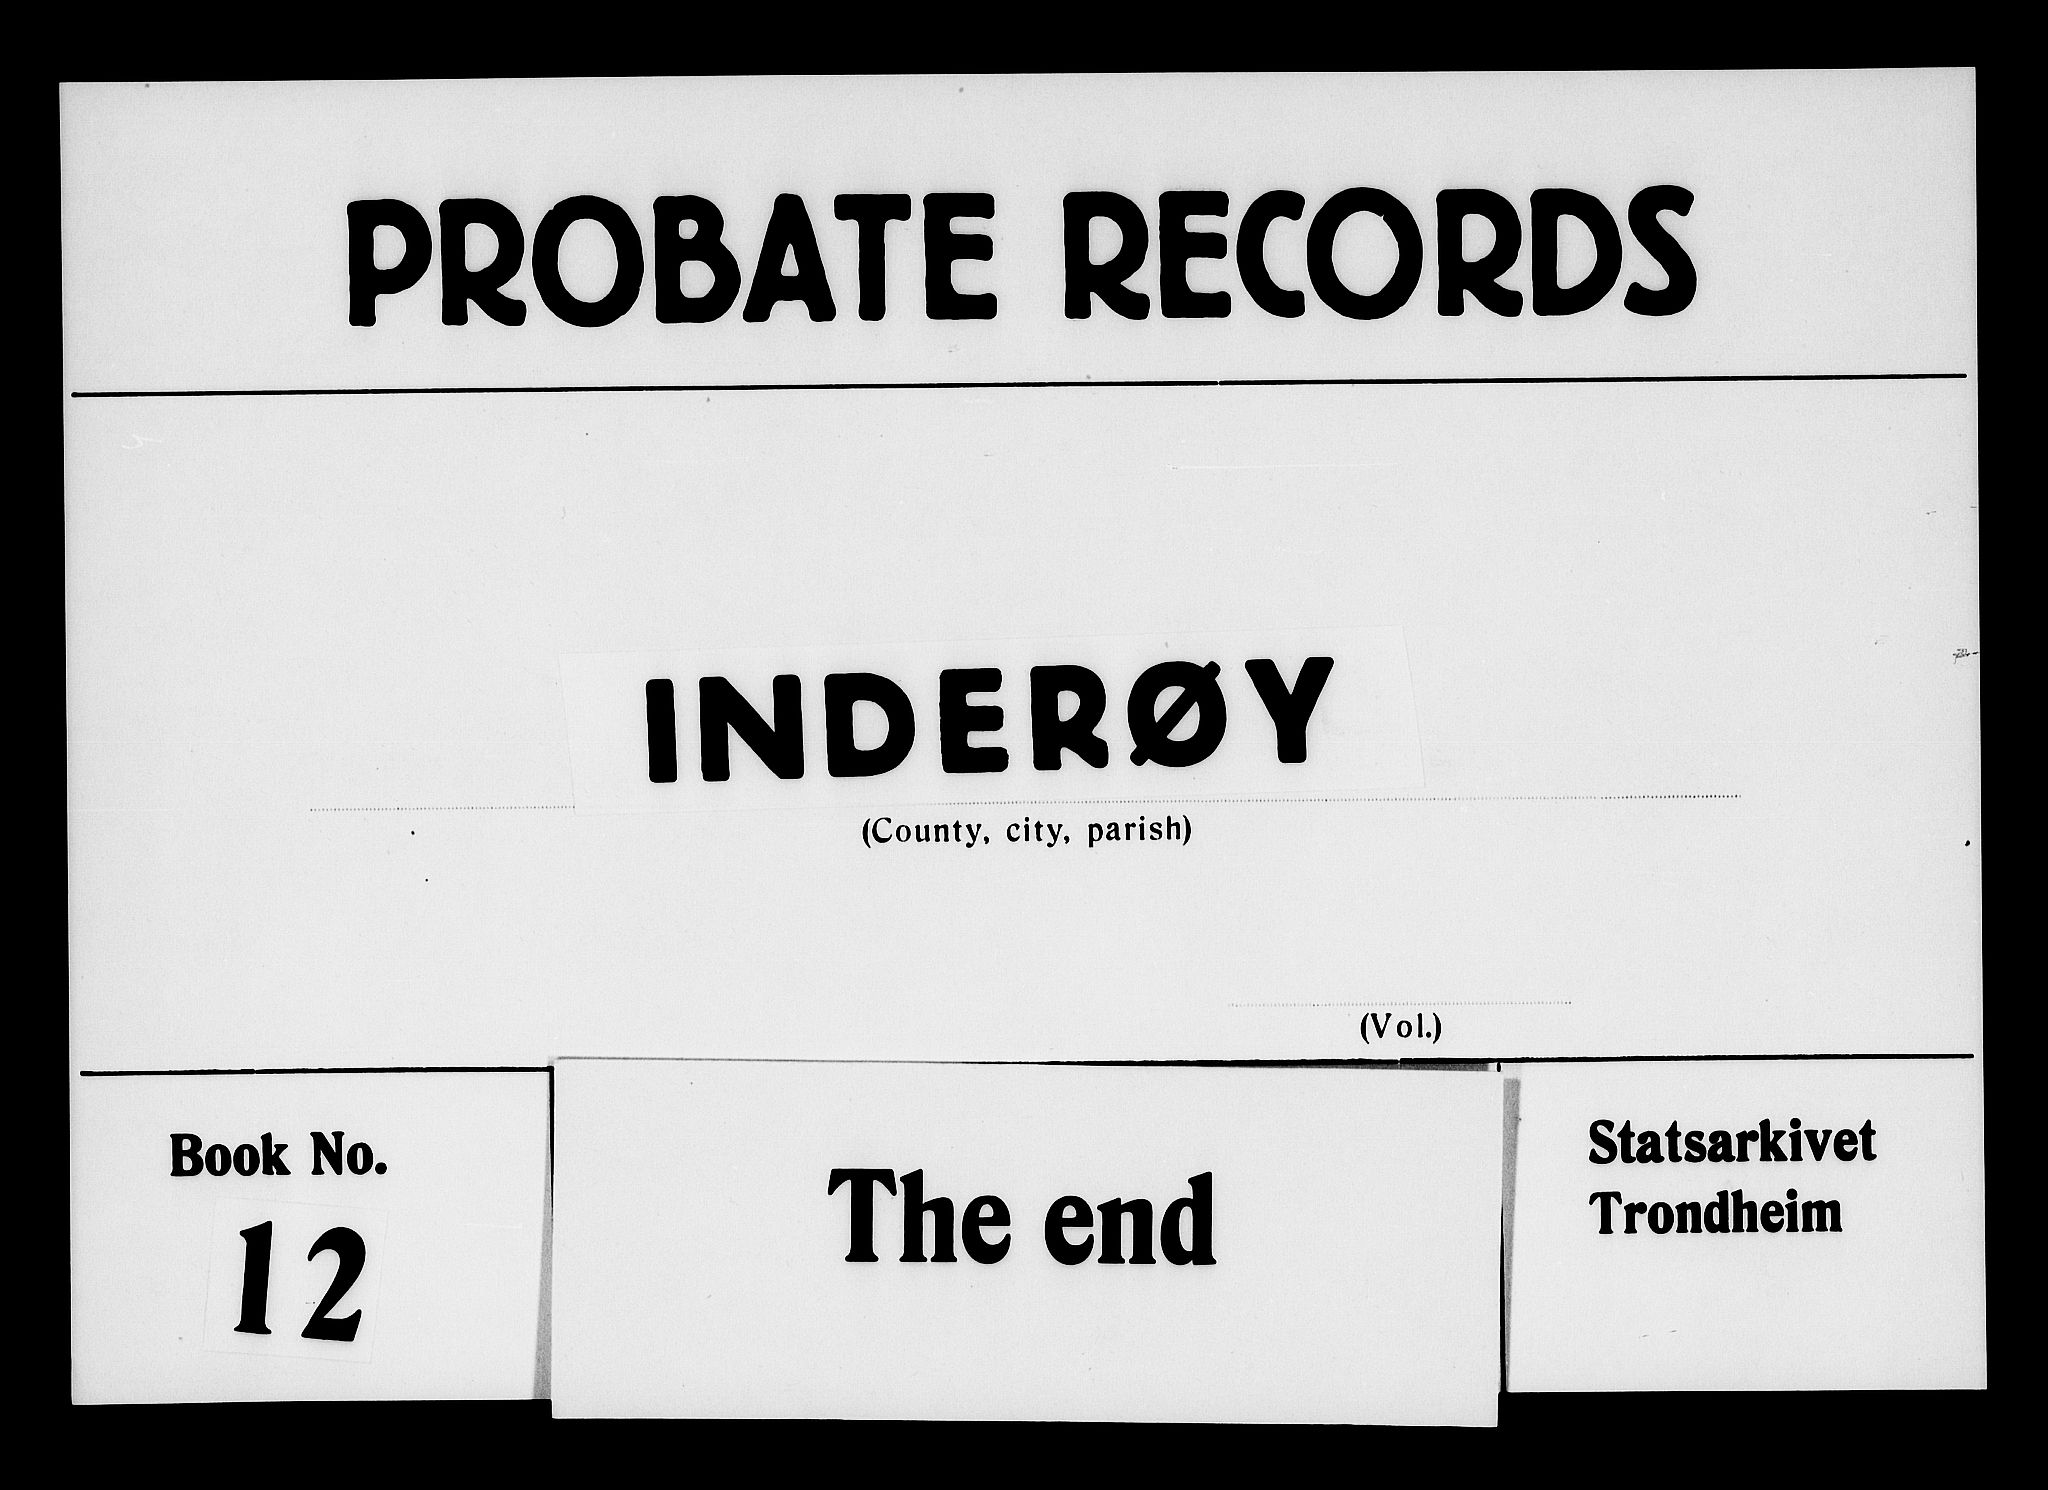 PROBATE RECORDS
INDERØY
(County, city, parish)
(Vol.)
Book No.
12
The end
Statsarkivet
Trondheim